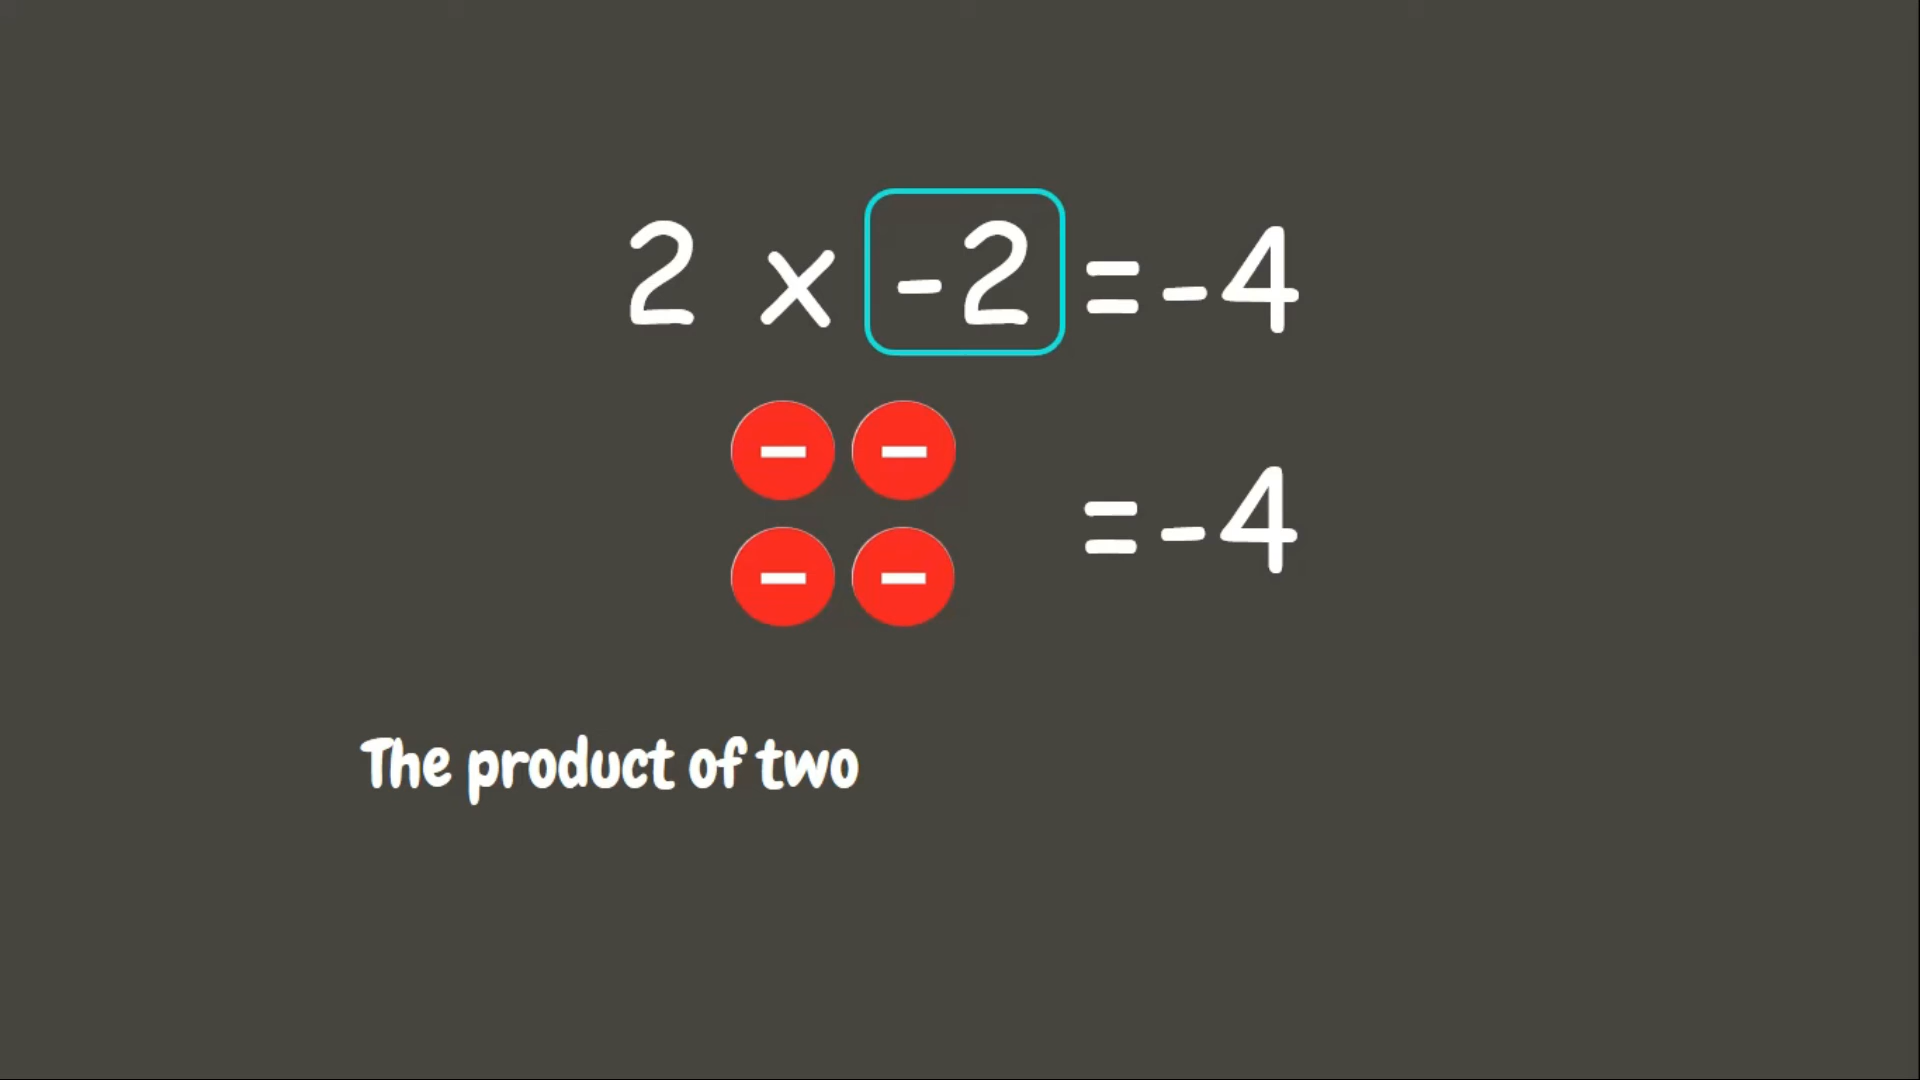 2 x -2 = -4
- -
= -4
- -
The product of two